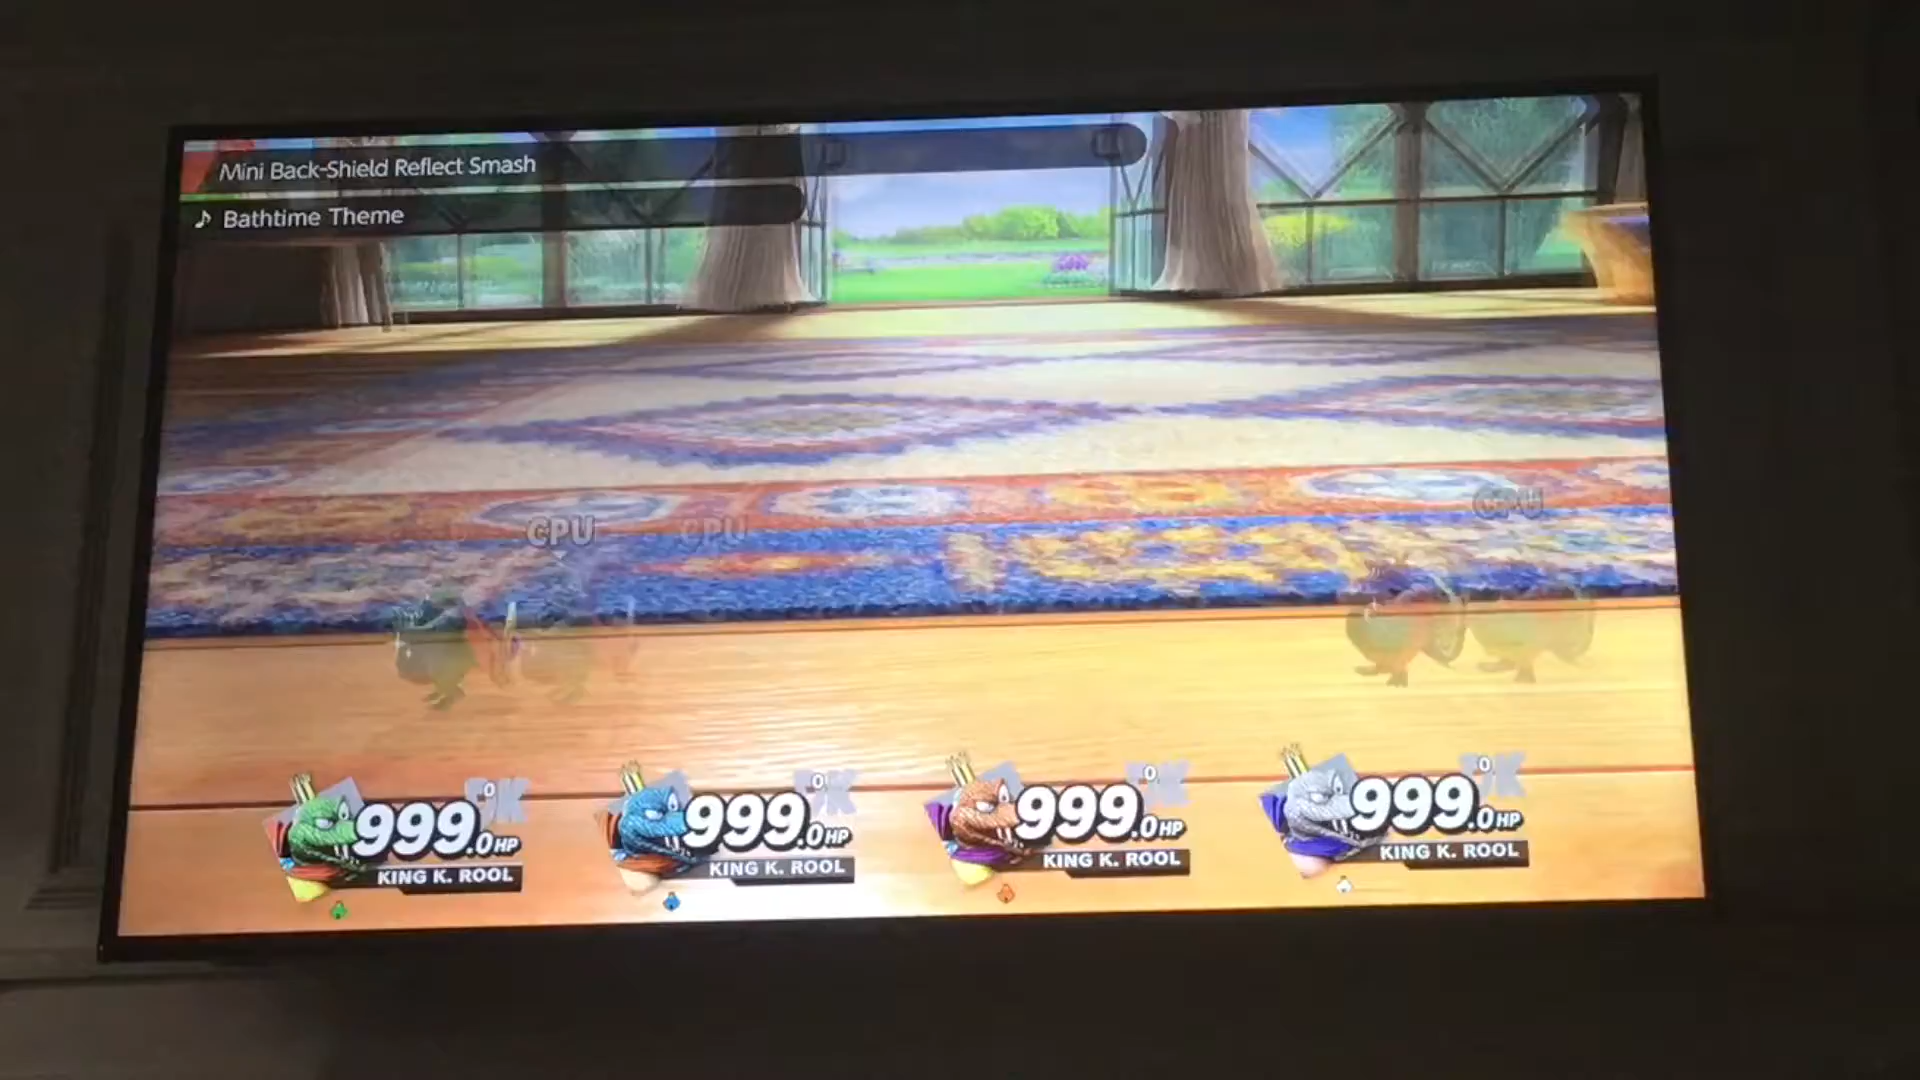 Mini Back-Shield Reflect Smash
♪ Bathtime Theme
CPU CPU CPU
999.0HP 999.0HP 999.0HP 999.0HP
KING K. ROOL KING K. ROOL KING K. ROOL KING K. ROOL